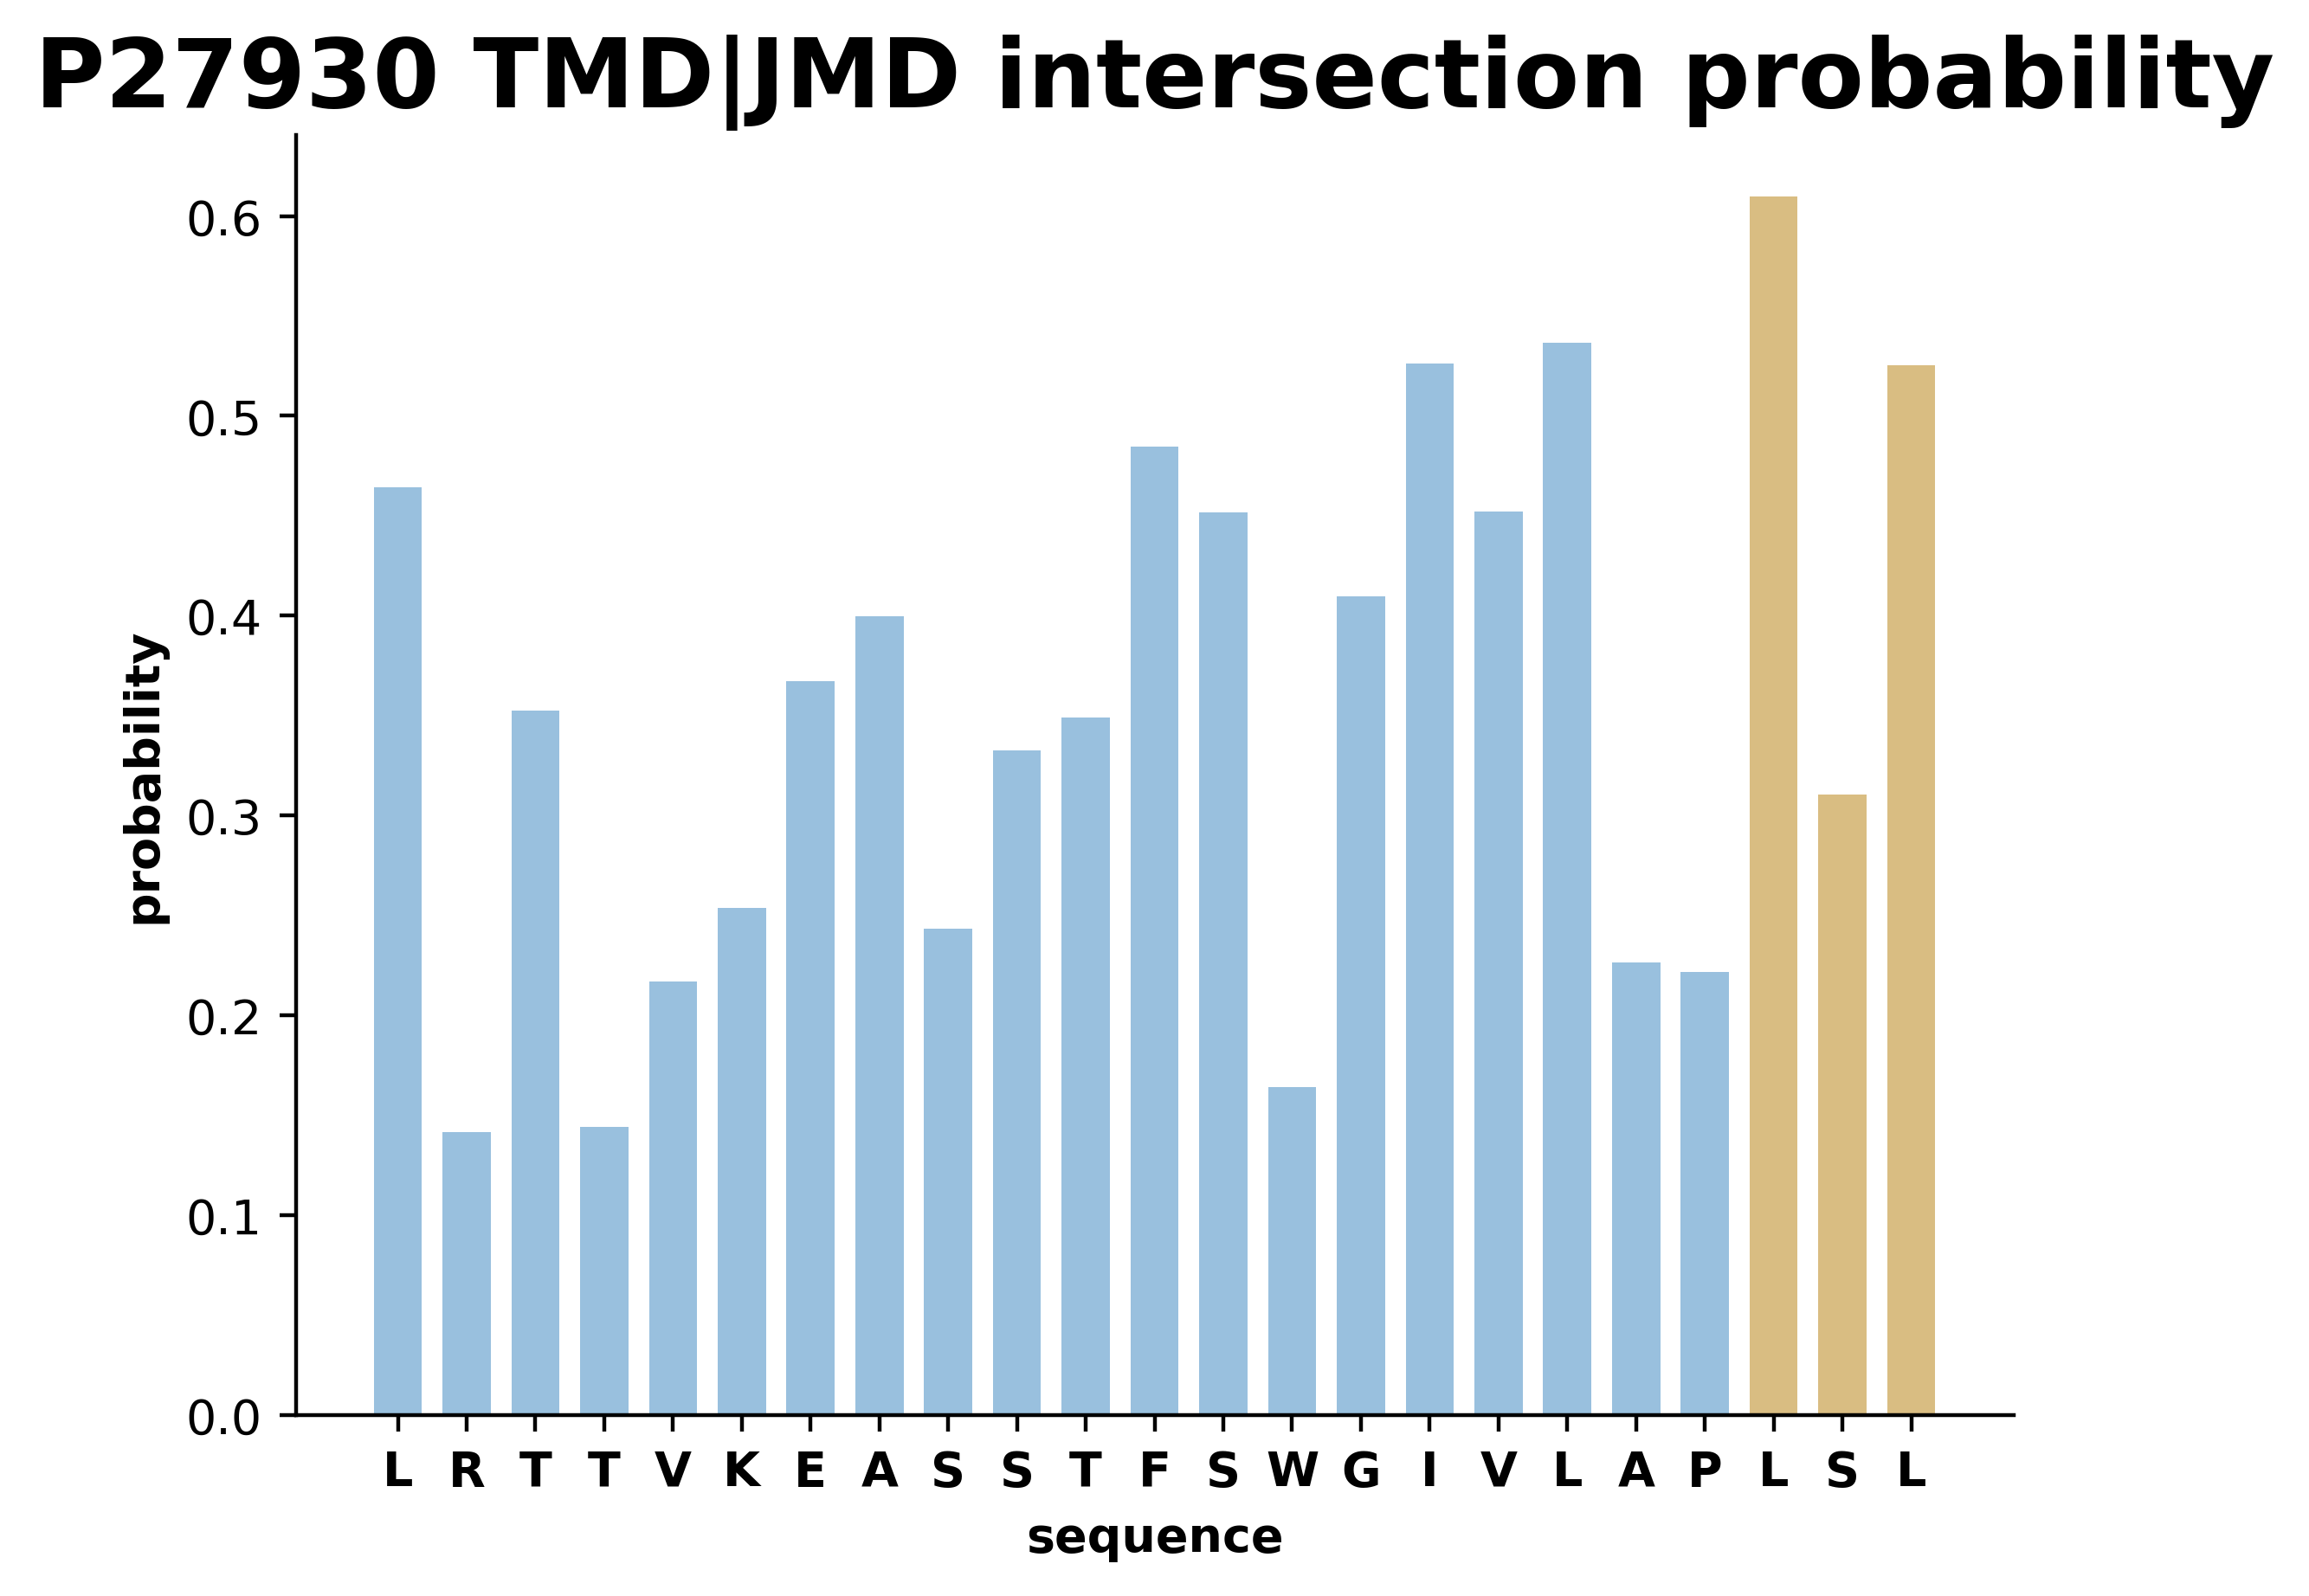 P27930 TMD|JMD intersection probability
0.6
0.5
0.4
0.3
0.2
0.1
0.0
probability
L R T T V K E A S S T F S W G I V L A P L S L
sequence